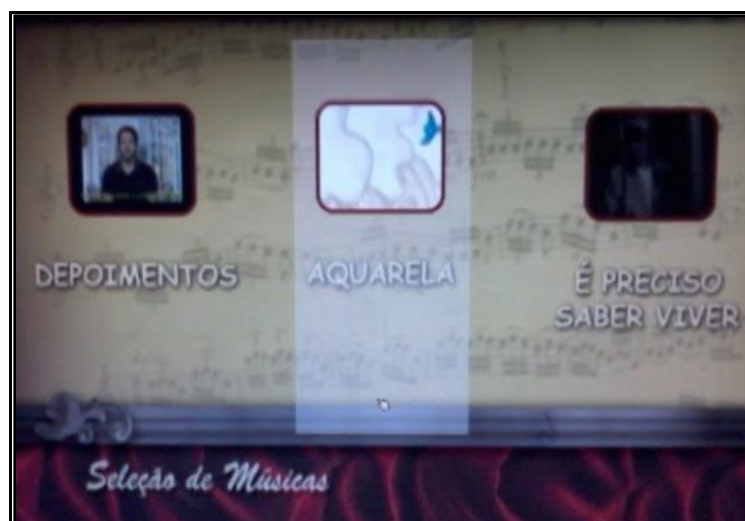 DEPOIMENTOS
AQUARELA
É PRECISO
SABER VIVER
Seleção de Músicas